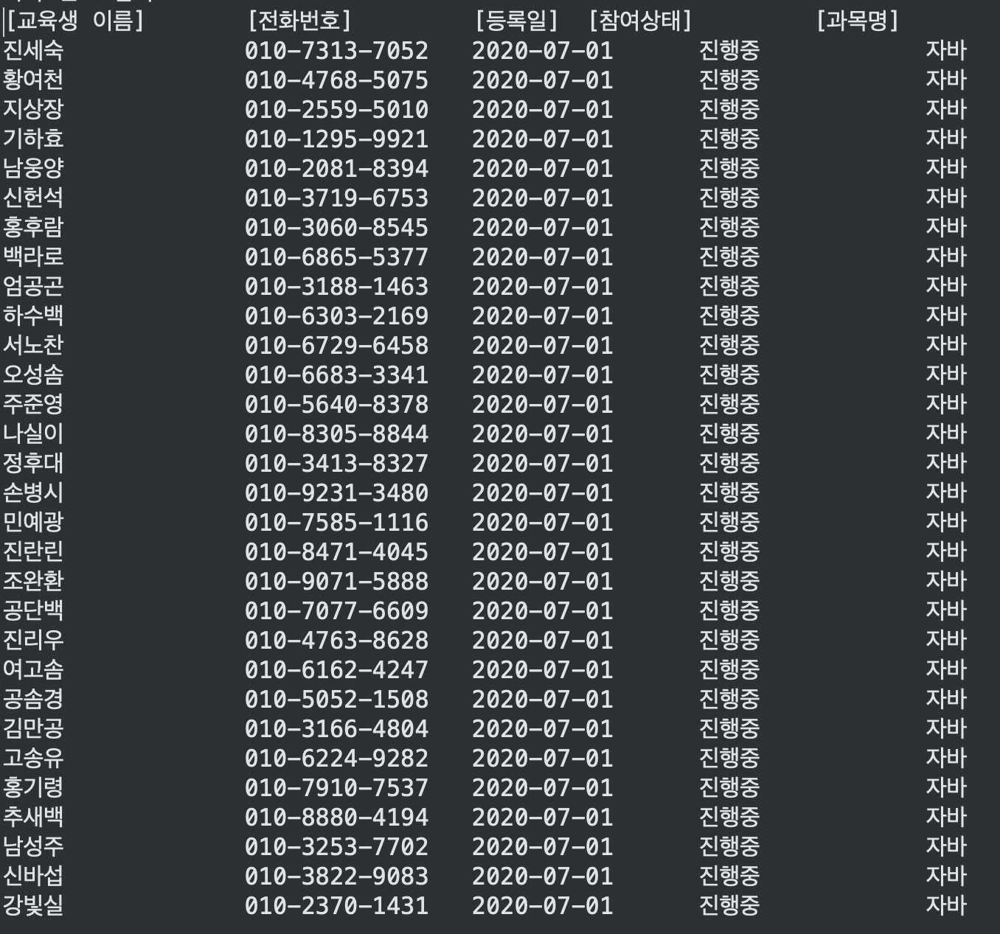 [교육생 이름] [전화번호] [등록일] [참여상태] [과목명]
진세숙 010-7313-7052 2020-07-01 진행중 자바
황여천 010-4768-5075 2020-07-01 진행중 자바
지상장 010-2559-5010 2020-07-01 진행중 자바
기하효 010-1295-9921 2020-07-01 진행중 자바
남웅양 010-2081-8394 2020-07-01 진행중 자바
신헌석 010-3719-6753 2020-07-01 진행중 자바
홍후람 010-3060-8545 2020-07-01 진행중 자바
백라로 010-6865-5377 2020-07-01 진행중 자바
엄공곤 010-3188-1463 2020-07-01 진행중 자바
하수백 010-6303-2169 2020-07-01 진행중 자바
서노찬 010-6729-6458 2020-07-01 진행중 자바
오성솜 010-6683-3341 2020-07-01 진행중 자바
주준영 010-5640-8378 2020-07-01 진행중 자바
나실이 010-8305-8844 2020-07-01 진행중 자바
정후대 010-3413-8327 2020-07-01 진행중 자바
손병시 010-9231-3480 2020-07-01 진행중 자바
민예광 010-7585-1116 2020-07-01 진행중 자바
진란린 010-8471-4045 2020-07-01 진행중 자바
조완환 010-9071-5888 2020-07-01 진행중 자바
공단백 010-7077-6609 2020-07-01 진행중 자바
진리우 010-4763-8628 2020-07-01 진행중 자바
여고솜 010-6162-4247 2020-07-01 진행중 자바
공솜경 010-5052-1508 2020-07-01 진행중 자바
김만공 010-3166-4804 2020-07-01 진행중 자바
고송유 010-6224-9282 2020-07-01 진행중 자바
홍기령 010-7910-7537 2020-07-01 진행중 자바
추새백 010-8880-4194 2020-07-01 진행중 자바
남성주 010-3253-7702 2020-07-01 진행중 자바
신바섭 010-3822-9083 2020-07-01 진행중 자바
강빛실 010-2370-1431 2020-07-01 진행중 자바